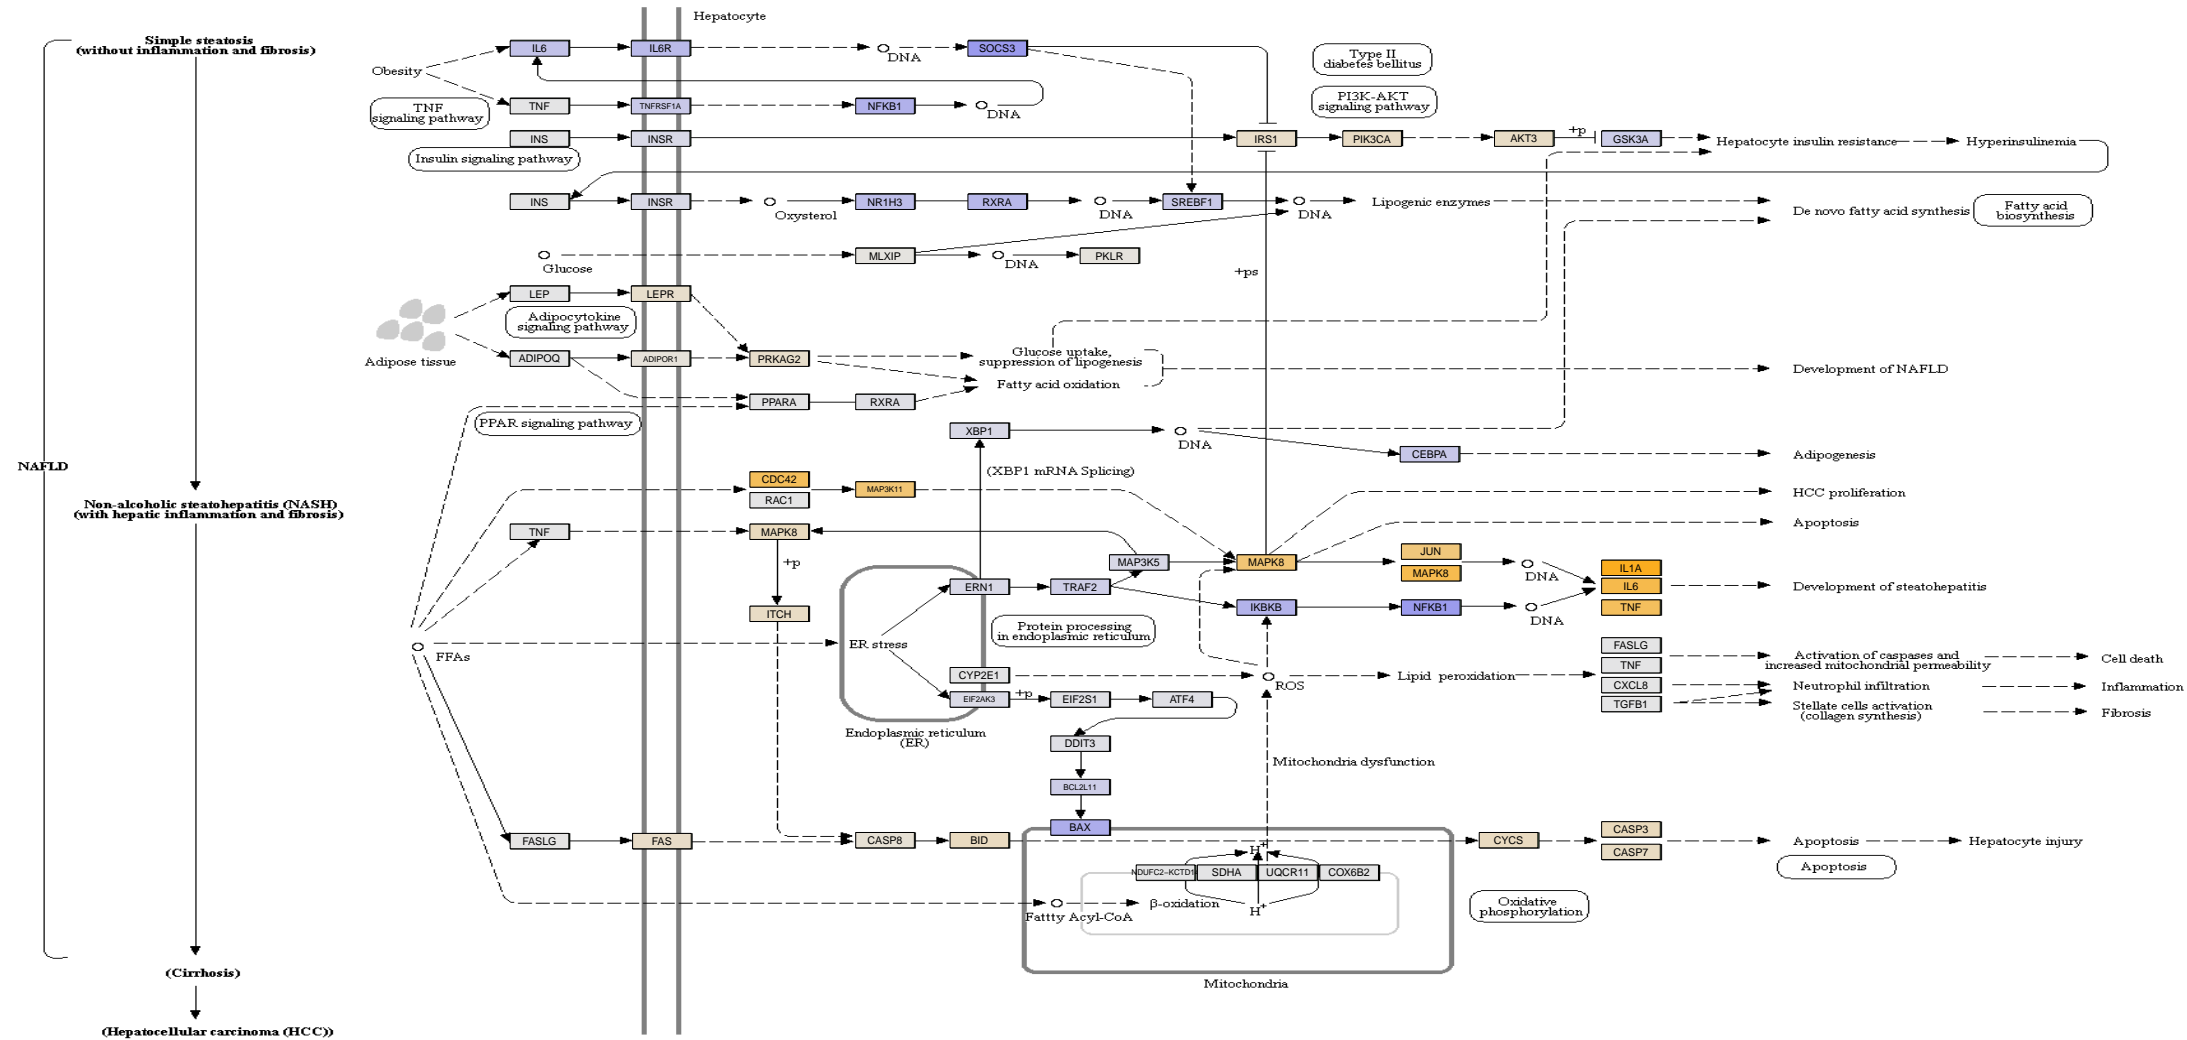 Hepatocyte
Simple steatosis
(without inflammation and fibrosis)
IL6
IL6R
DNA
SOCS3
Type II
diabetes bellitus
Obesity
TNF
signaling pathway
TNF
TNFRSF1A
NFKB1
DNA
PI3K-AKT
signaling pathway
INS
INSR
IRS1
PIK3CA
AKT3
+p
GSK3A
Hepatocyte insulin resistance
Hyperinsulinemia
Insulin signaling pathway
INS
INSR
Oxysterol
NR1H3
RXRA
DNA
SREBF1
DNA
Lipogenic enzymes
De novo fatty acid synthesis
Fatty acid
biosynthesis
Glucose
MLXIP
DNA
PKLR
+ps
LEP
LEPR
Adipocytokine
signaling pathway
Adipose tissue
ADIPOQ
ADIPOR1
PRKAG2
Glucose uptake,
suppression of lipogenesis
Fatty acid oxidation
Development of NAFLD
PPARA
RXRA
PPAR signaling pathway
XBP1
DNA
CEBPA
Adipogenesis
NAFLD
(XBP1 mRNA Splicing)
CDC42
RAC1
MAP3K11
HCC proliferation
Non-alcoholic steatohepatitis (NASH)
(with hepatic inflammation and fibrosis)
Apoptosis
TNF
MAPK8
+p
MAP3K5
MAPK8
JUN
MAPK8
DNA
IL1A
IL6
TNF
Development of steatohepatitis
ERN1
TRAF2
IKBKB
NFKB1
DNA
ITCH
Protein processing
in endoplasmic reticulum
ER stress
FFAs
CYP2E1
EIF2AK3
+p
EIF2S1
ATF4
ROS
Lipid peroxidation
FASLG
TNF
CXCL8
TGFB1
Activation of caspases and
increased mitochondrial permeability
Cell death
Neutrophil infiltration
Inflammation
Stellate cells activation
(collagen synthesis)
Fibrosis
Endoplasmic reticulum
(ER)
DDIT3
Mitochondria dysfunction
BCL2L11
BAX
FASLG
FAS
CASP8
BID
CYCS
CASP3
CASP7
Apoptosis
Hepatocyte injury
Apoptosis
H+
NDUFC2-KCTD1
SDHA
UQCR11
COX6B2
Fattty Acyl-CoA
β-oxidation
H+
Oxidative
phosphorylation
(Cirrhosis)
Mitochondria
(Hepatocellular carcinoma (HCC))